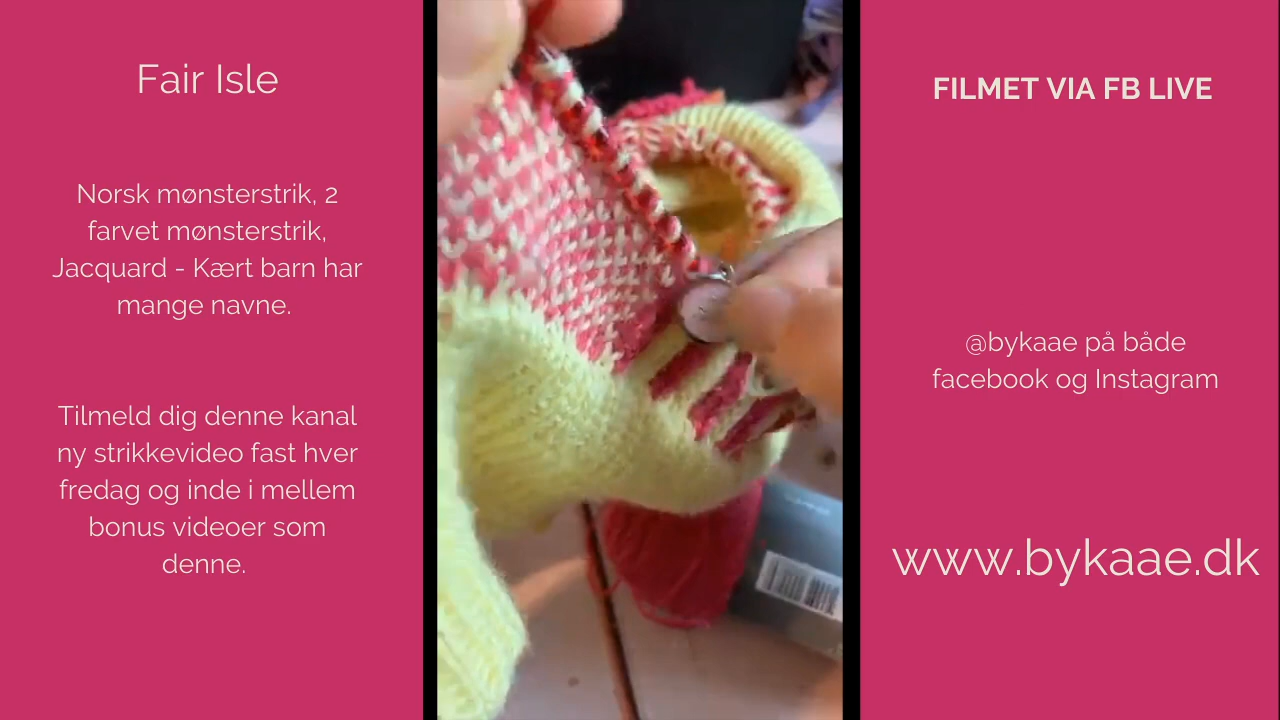 Fair Isle
Norsk mønsterstrik, 2
farvet mønsterstrik,
Jacquard - Kært barn har
mange navne.
Tilmeld dig denne kanal
ny strikkevideo fast hver
fredag og inde i mellem
bonus videoer som
denne.
FILMET VIA FB LIVE
@bykaae på både
facebook og Instagram
www.bykaae.dk